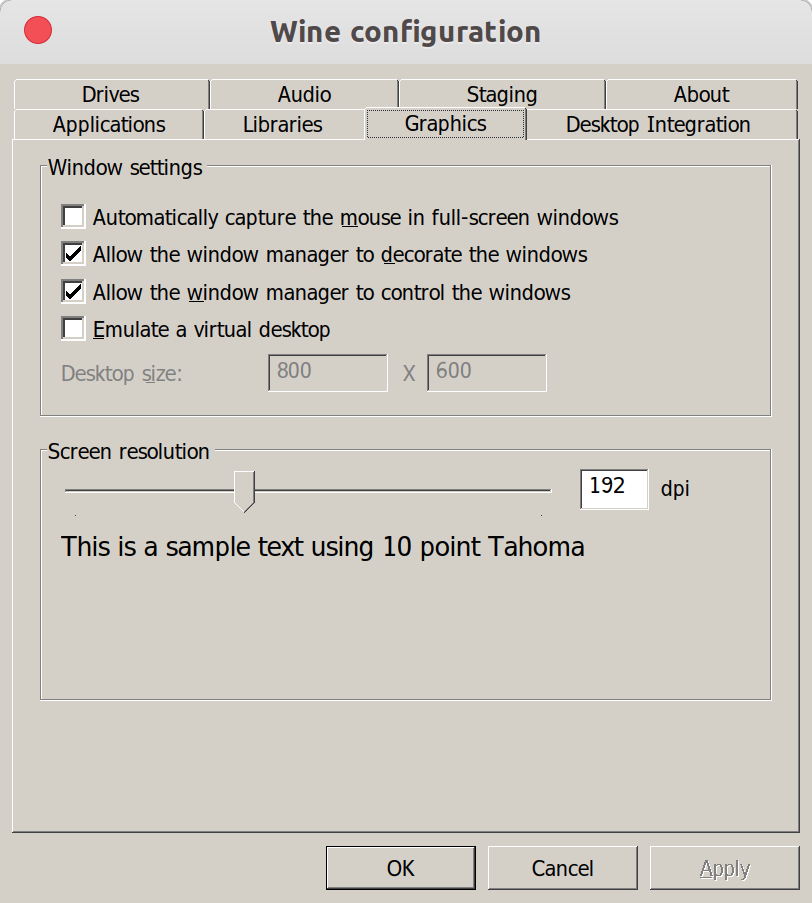 Wine configuration
Drives Audio Staging About
Applications Libraries Graphics Desktop Integration
Window settings
Automatically capture the mouse in full-screen windows
Allow the window manager to decorate the windows
Allow the window manager to control the windows
Emulate a virtual desktop
Desktop size: 800 X 600
Screen resolution
192 dpi
This is a sample text using 10 point Tahoma
OK Cancel Apply